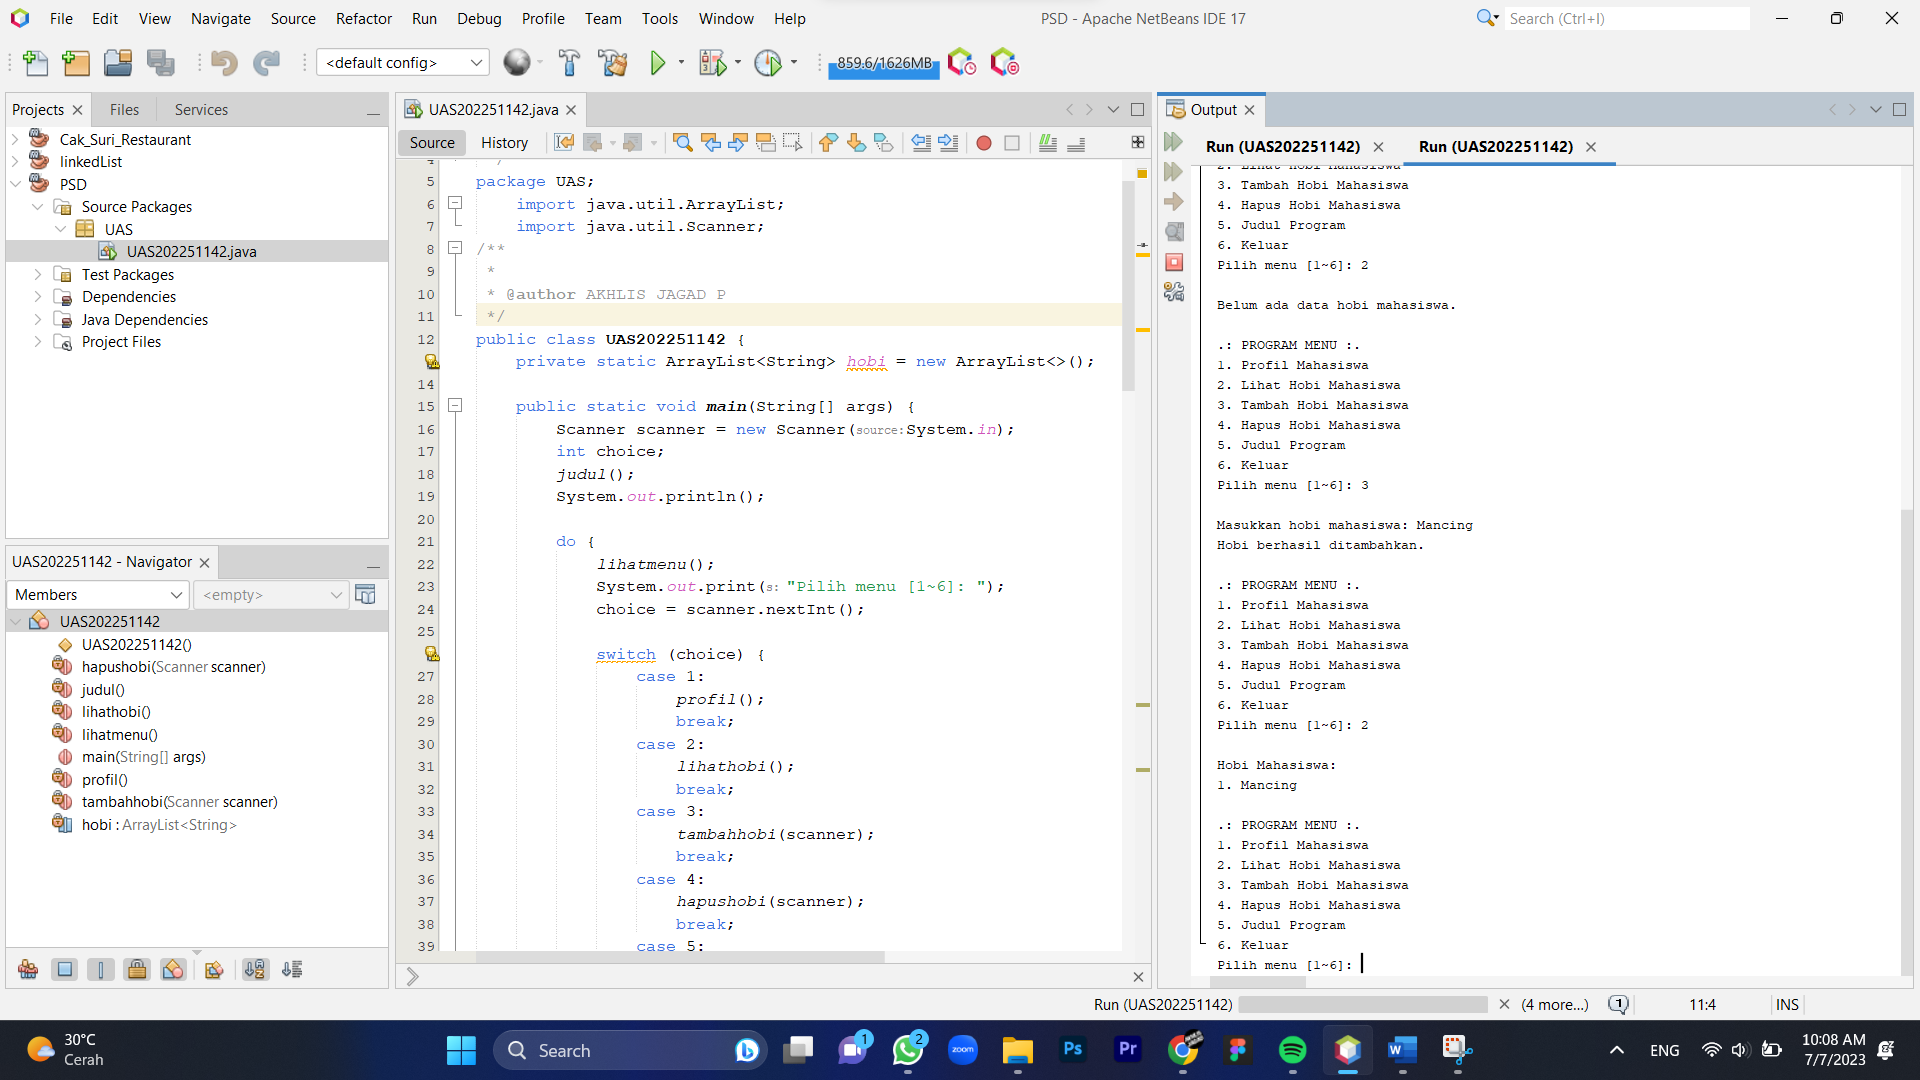 File Edit View Navigate Source Refactor Run Debug Profile Team Tools Window Help
PSD - Apache NetBeans IDE 17
Search (Ctrl+I)
<default config>
859.6/1626MB
Projects Files Services
Cak_Suri_Restaurant
linkedList
PSD
Source Packages
UAS
UAS202251142.java
Test Packages
Dependencies
Java Dependencies
Project Files
UAS202251142 - Navigator
Members <empty>
UAS202251142
UAS202251142()
hapushobi(Scanner scanner)
judul()
lihathobi()
lihatmenu()
main(String[] args)
profil()
tambahhobi(Scanner scanner)
hobi : ArrayList<String>
UAS202251142.java
Source History
4 */
5 package UAS;
6 import java.util.ArrayList;
7 import java.util.Scanner;
8 /**
9 *
10 * @author AKHLIS JAGAD P
11 */
12 public class UAS202251142 {
private static ArrayList<String> hobi = new ArrayList<>();
14
15 public static void main(String[] args) {
16 Scanner scanner = new Scanner(source:System.in);
17 int choice;
18 judul();
19 System.out.println();
20
21 do {
22 lihatmenu();
23 System.out.print(s: "Pilih menu [1~6]: ");
24 choice = scanner.nextInt();
25
switch (choice) {
27 case 1:
28 profil();
29 break;
30 case 2:
31 lihathobi();
32 break;
33 case 3:
34 tambahhobi(scanner);
35 break;
36 case 4:
37 hapushobi(scanner);
38 break;
39 case 5:
Output
Run (UAS202251142) Run (UAS202251142)
2. Lihat Hobi Mahasiswa
3. Tambah Hobi Mahasiswa
4. Hapus Hobi Mahasiswa
5. Judul Program
6. Keluar
Pilih menu [1~6]: 2
Belum ada data hobi mahasiswa.
.: PROGRAM MENU :.
1. Profil Mahasiswa
2. Lihat Hobi Mahasiswa
3. Tambah Hobi Mahasiswa
4. Hapus Hobi Mahasiswa
5. Judul Program
6. Keluar
Pilih menu [1~6]: 3
Masukkan hobi mahasiswa: Mancing
Hobi berhasil ditambahkan.
.: PROGRAM MENU :.
1. Profil Mahasiswa
2. Lihat Hobi Mahasiswa
3. Tambah Hobi Mahasiswa
4. Hapus Hobi Mahasiswa
5. Judul Program
6. Keluar
Pilih menu [1~6]: 2
Hobi Mahasiswa:
1. Mancing
.: PROGRAM MENU :.
1. Profil Mahasiswa
2. Lihat Hobi Mahasiswa
3. Tambah Hobi Mahasiswa
4. Hapus Hobi Mahasiswa
5. Judul Program
6. Keluar
Pilih menu [1~6]:
Run (UAS202251142) (4 more...) 1 11:4 INS
30°C
Cerah
Search
1
2
zoom
Ps
Pr
W
ENG
10:08 AM
7/7/2023